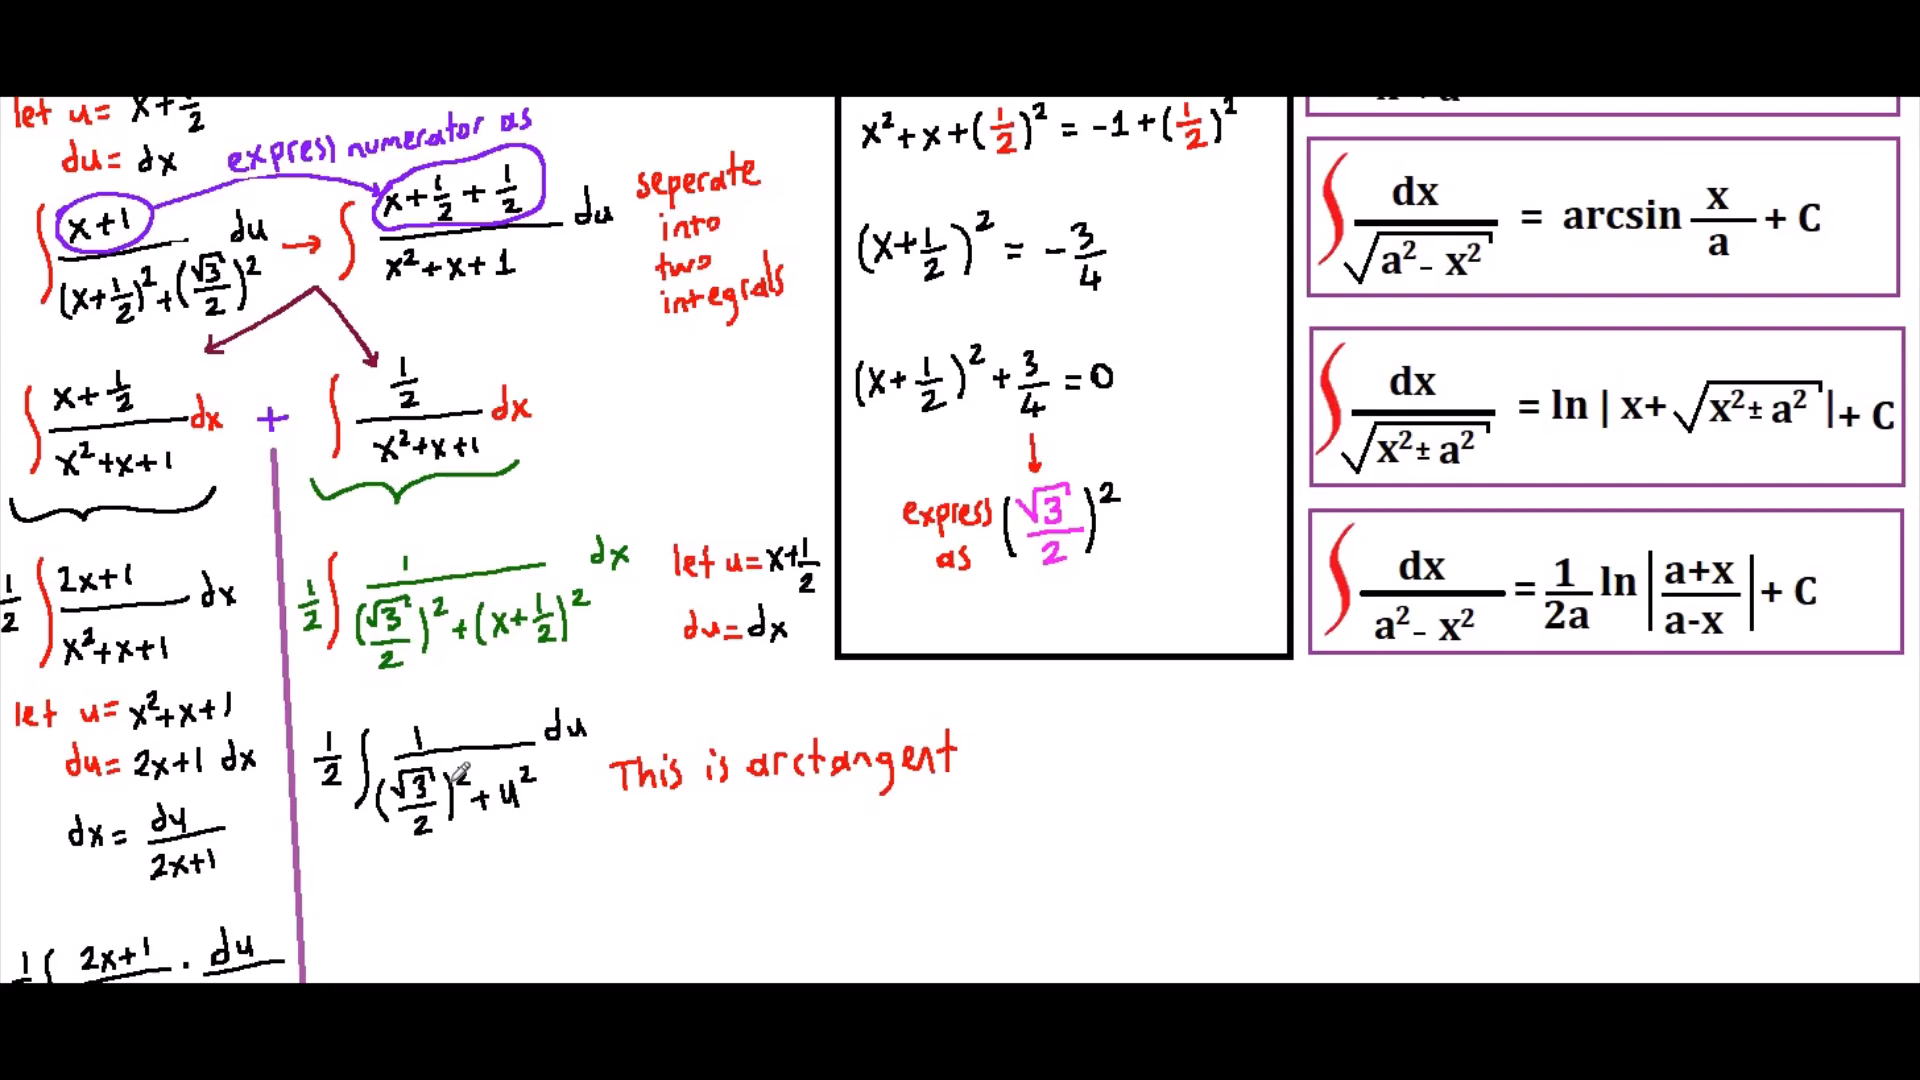 let u= x+1/2
du= dx
express numerator as
∫ x+1 / (x+1/2)²+(√3/2)² du → ∫ x+1/2+1/2 / x²+x+1 du
seperate
into
two
integrals
∫ x+1/2 / x²+x+1 dx + ∫ 1/2 / x²+x+1 dx
1/2 ∫ 2x+1 / x²+x+1 dx
let u= x²+x+1
du= 2x+1 dx
dx= du / 2x+1
2x+1 · du
1/2 ∫ 1 / (√3/2)²+(x+1/2)² dx
let u= x+1/2
du= dx
1/2 ∫ 1 / (√3/2)²+u² du
This is arctangent
x²+x+(1/2)² = -1+(1/2)²
(x+1/2)² = -3/4
(x+1/2)²+3/4 =0
express as (√3/2)²
∫ dx / √a²- x² = arcsin x/a + C
∫ dx / √x²± a² = ln | x+ √x²± a² |+ C
∫ dx / a²- x² = 1/2a ln |a+x / a-x| + C